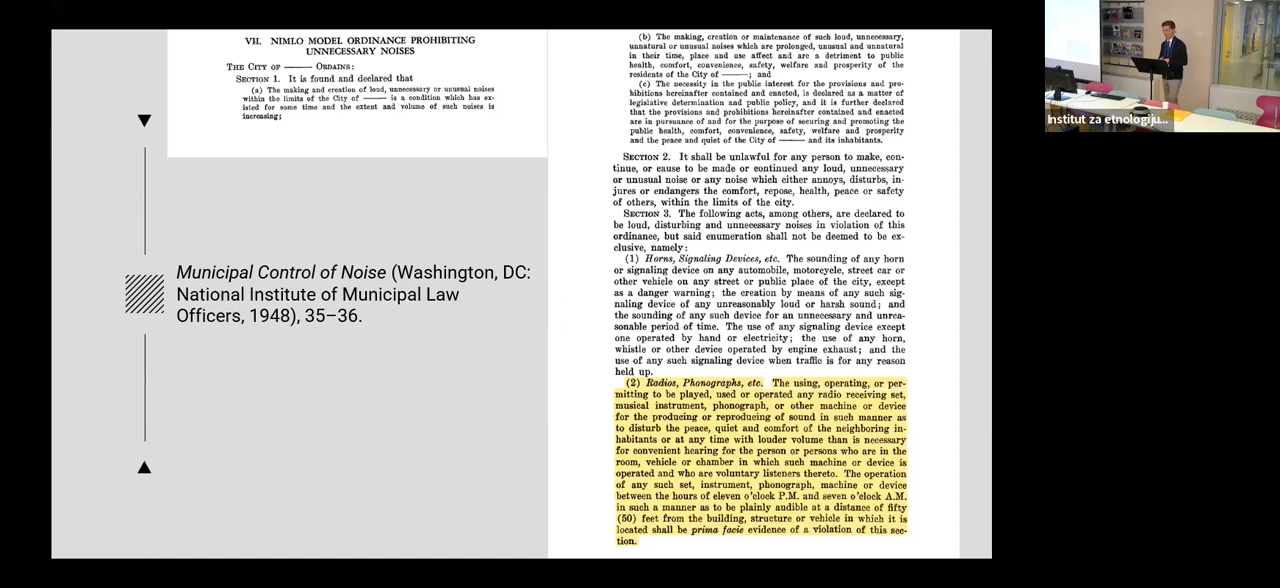 VII. NIMLO MODEL ORDINANCE PROHIBITING
UNNECESSARY NOISES
THE CITY OF —— ORDAINS:
SECTION 1. It is found and declared that
(a) The making and creation of loud, unnecessary or unusual noises
within the limits of the City of —— is a condition which has ex-
isted for some time and the extent and volume of such noises is
increasing;
Municipal Control of Noise (Washington, DC:
National Institute of Municipal Law
Officers, 1948), 35–36.
(b) The making, creation or maintenance of such loud, unnecessary,
unnatural or unusual noises which are prolonged, unusual and unnatural
in their time, place and use affect and are a detriment to public
health, comfort, convenience, safety, welfare and prosperity of the
residents of the City of ——; and
(c) The necessity in the public interest for the provisions and pro-
hibitions hereinafter contained and enacted, is declared as a matter of
legislative determination and public policy, and it is further declared
that the provisions and prohibitions hereinafter contained and enacted
are in pursuance of and for the purpose of securing and promoting the
public health, comfort, convenience, safety, welfare and prosperity
and the peace and quiet of the City of —— and its inhabitants.
SECTION 2. It shall be unlawful for any person to make, con-
tinue, or cause to be made or continued any loud, unnecessary
or unusual noise or any noise which either annoys, disturbs, in-
jures or endangers the comfort, repose, health, peace or safety
of others, within the limits of the city.
SECTION 3. The following acts, among others, are declared to
be loud, disturbing and unnecessary noises in violation of this
ordinance, but said enumeration shall not be deemed to be ex-
clusive, namely:
(1) Horns, Signaling Devices, etc. The sounding of any horn
or signaling device on any automobile, motorcycle, street car or
other vehicle on any street or public place of the city, except
as a danger warning; the creation by means of any such sig-
naling device of any unreasonably loud or harsh sound; and
the sounding of any such device for an unnecessary and unrea-
sonable period of time. The use of any signaling device except
one operated by hand or electricity; the use of any horn,
whistle or other device operated by engine exhaust; and the
use of any such signaling device when traffic is for any reason
held up.
(2) Radios, Phonographs, etc. The using, operating, or per-
mitting to be played, used or operated any radio receiving set,
musical instrument, phonograph, or other machine or device
for the producing or reproducing of sound in such manner as
to disturb the peace, quiet and comfort of the neighboring in-
habitants or at any time with louder volume than is necessary
for convenient hearing for the person or persons who are in the
room, vehicle or chamber in which such machine or device is
operated and who are voluntary listeners thereto. The operation
of any such set, instrument, phonograph, machine or device
between the hours of eleven o'clock P.M. and seven o'clock A.M.
in such a manner as to be plainly audible at a distance of fifty
(50) feet from the building, structure or vehicle in which it is
located shall be prima facie evidence of a violation of this sec-
tion.
Institut za etnologiju...